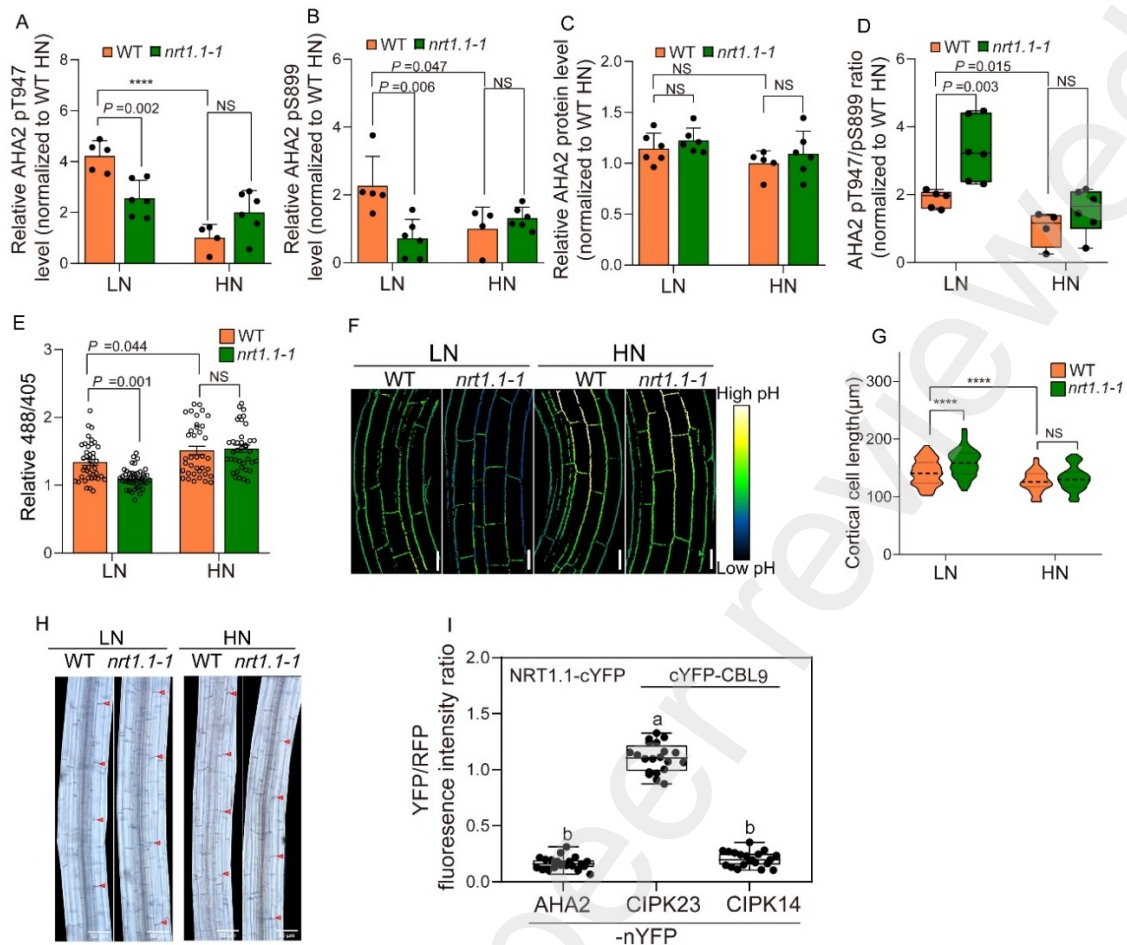 A
WT nrt1.1-1
Relative AHA2 pT947
level (normalized to WT HN)
8
6
4
2
0
****
P =0.002
NS
LN
HN
B
WT nrt1.1-1
Relative AHA2 pS899
level (normalized to WT HN)
6
4
2
0
P =0.047
P =0.006
NS
LN
HN
C
WT nrt1.1-1
Relative AHA2 protein level
(normalized to WT HN)
2.0
1.5
1.0
0.5
0.0
NS
NS
NS
LN
HN
D
WT nrt1.1-1
AHA2 pT947/pS899 ratio
(normalized to WT HN)
6
4
2
0
P =0.015
P =0.003
NS
LN
HN
E
WT
nrt1.1-1
Relative 488/405
3
2
1
0
P =0.044
P =0.001
NS
LN
HN
F
LN HN
WT nrt1.1-1 WT nrt1.1-1
High pH
Low pH
G
WT
nrt1.1-1
Cortical cell length(μm)
300
200
100
0
****
****
NS
LN
HN
H
LN HN
WT nrt1.1-1 WT nrt1.1-1
I
YFP/RFP
fluoresence intensity ratio
2.0
1.5
1.0
0.5
0.0
NRT1.1-cYFP cYFP-CBL9
b
a
b
AHA2 CIPK23 CIPK14
-nYFP
peer reviewed